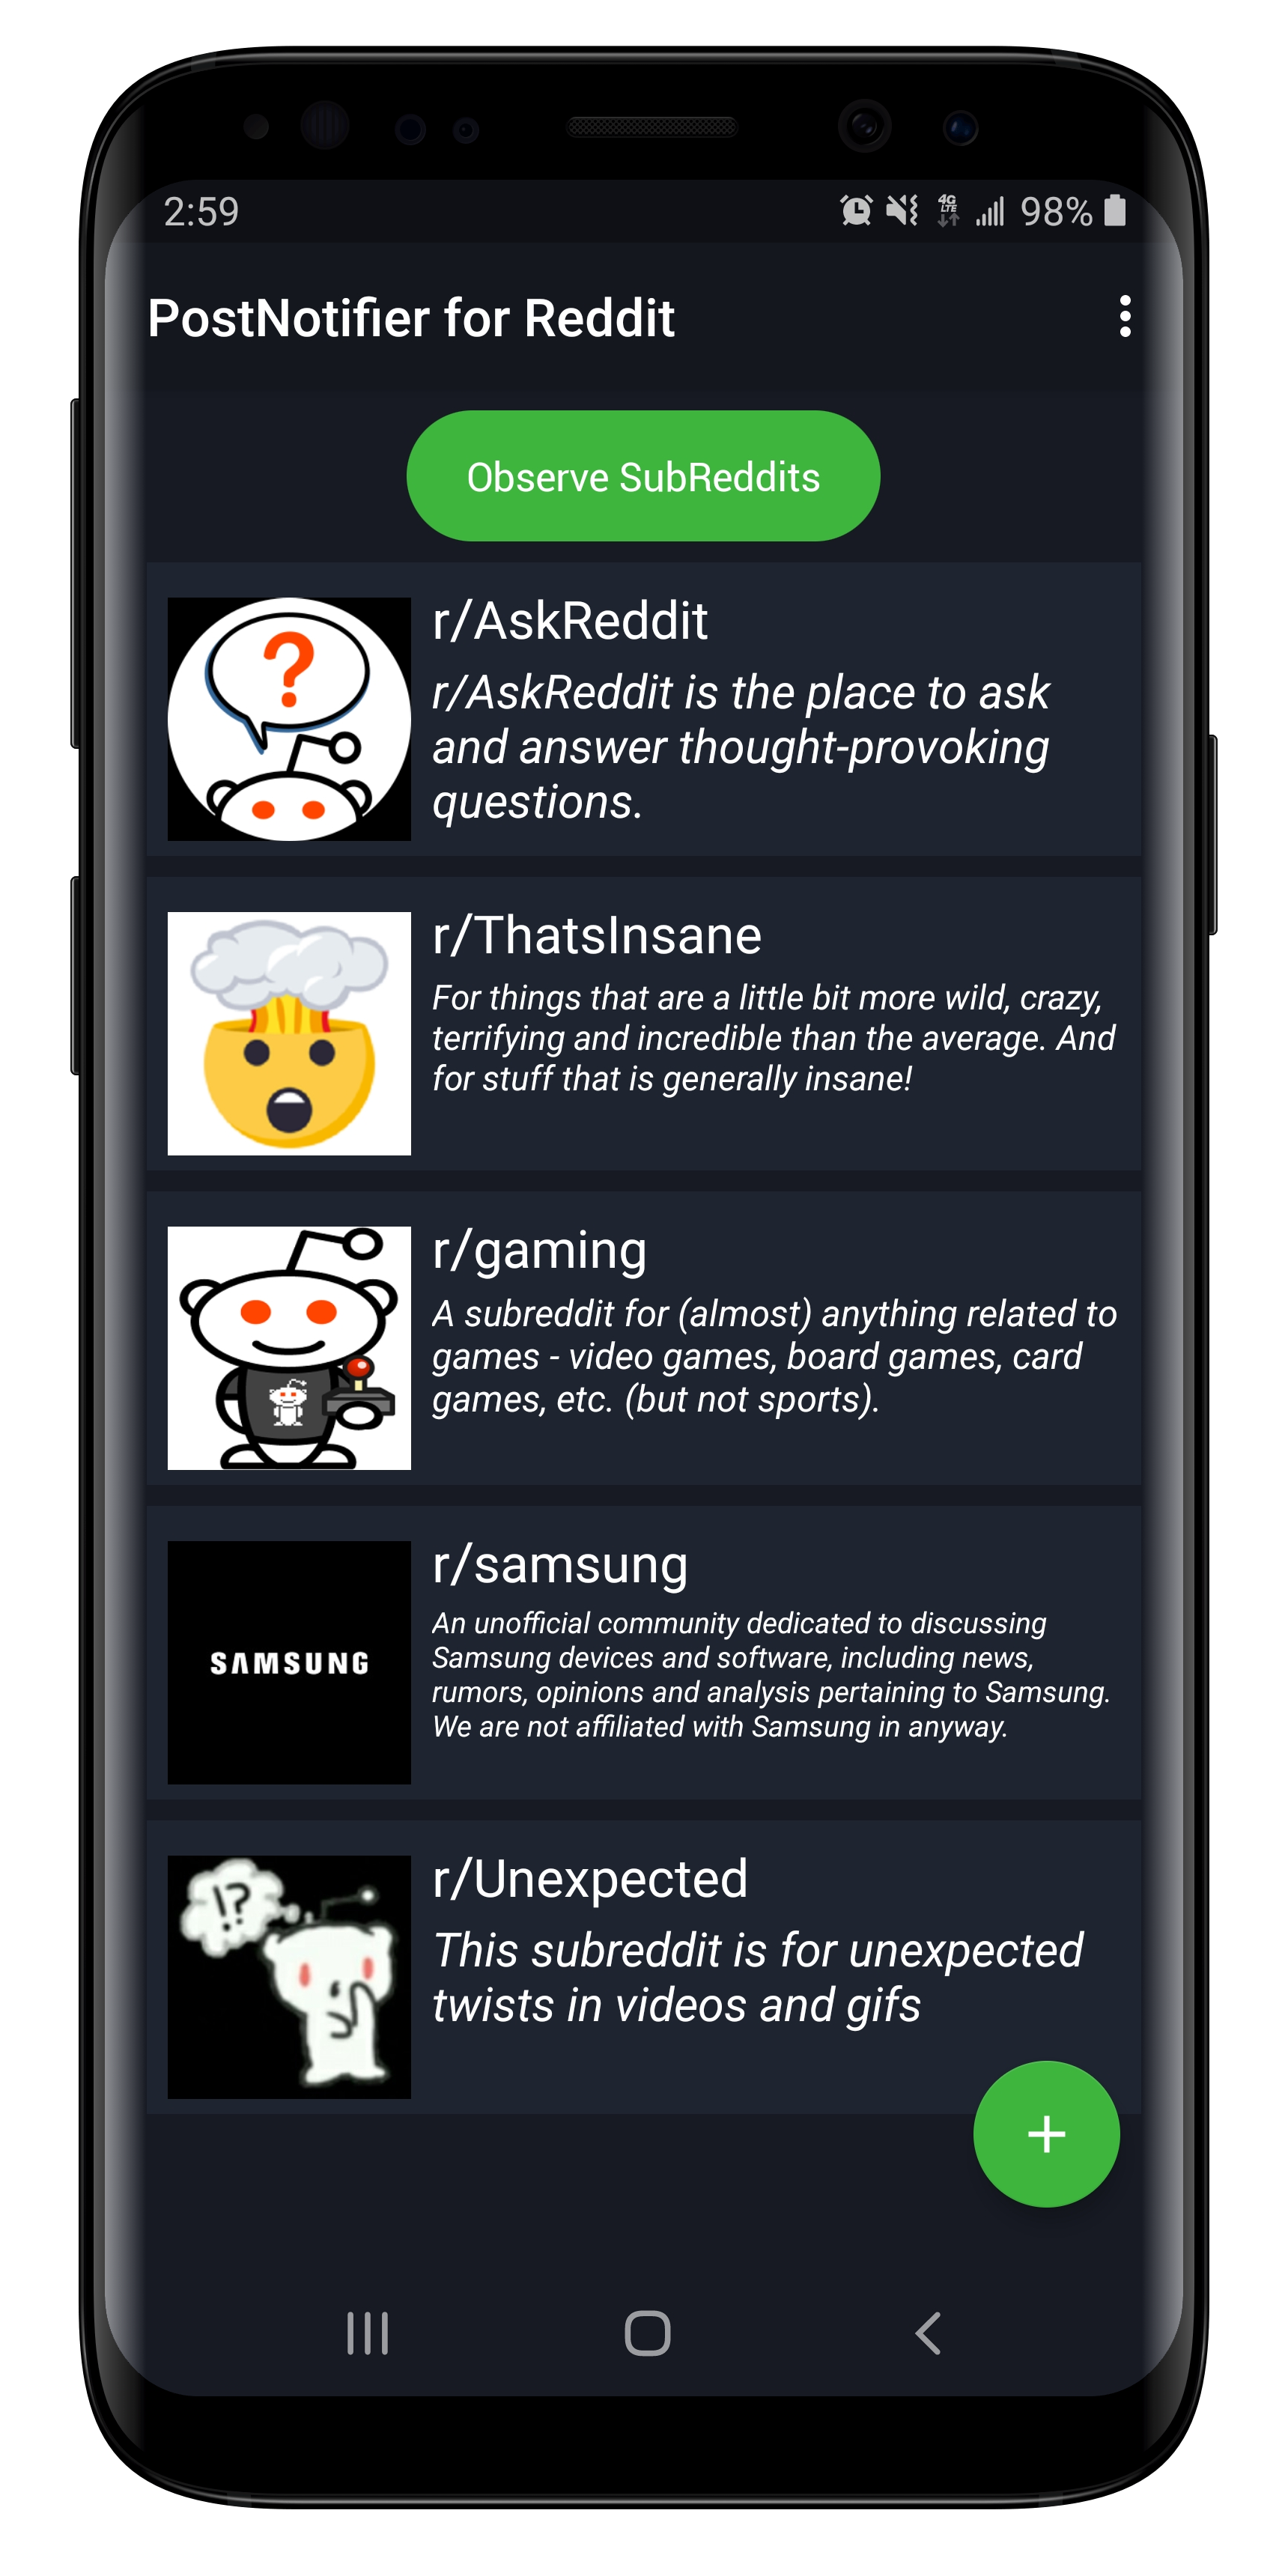 2:59
4G
LTE
98%
PostNotifier for Reddit
Observe SubReddits
?
r/AskReddit
r/AskReddit is the place to ask
and answer thought-provoking
questions.
r/ThatsInsane
For things that are a little bit more wild, crazy,
terrifying and incredible than the average. And
for stuff that is generally insane!
r/gaming
A subreddit for (almost) anything related to
games - video games, board games, card
games, etc. (but not sports).
SAMSUNG
r/samsung
An unofficial community dedicated to discussing
Samsung devices and software, including news,
rumors, opinions and analysis pertaining to Samsung.
We are not affiliated with Samsung in anyway.
!?
r/Unexpected
This subreddit is for unexpected
twists in videos and gifs
+